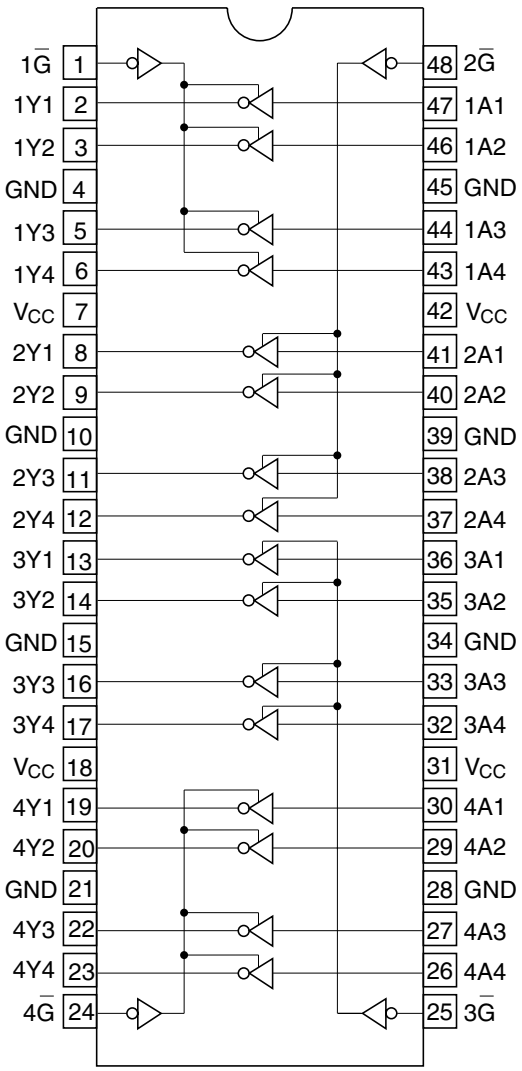 1G̅ 1 48 2G̅
1Y1 2 47 1A1
1Y2 3 46 1A2
GND 4 45 GND
1Y3 5 44 1A3
1Y4 6 43 1A4
VCC 7 42 VCC
2Y1 8 41 2A1
2Y2 9 40 2A2
GND 10 39 GND
2Y3 11 38 2A3
2Y4 12 37 2A4
3Y1 13 36 3A1
3Y2 14 35 3A2
GND 15 34 GND
3Y3 16 33 3A3
3Y4 17 32 3A4
VCC 18 31 VCC
4Y1 19 30 4A1
4Y2 20 29 4A2
GND 21 28 GND
4Y3 22 27 4A3
4Y4 23 26 4A4
4G̅ 24 25 3G̅